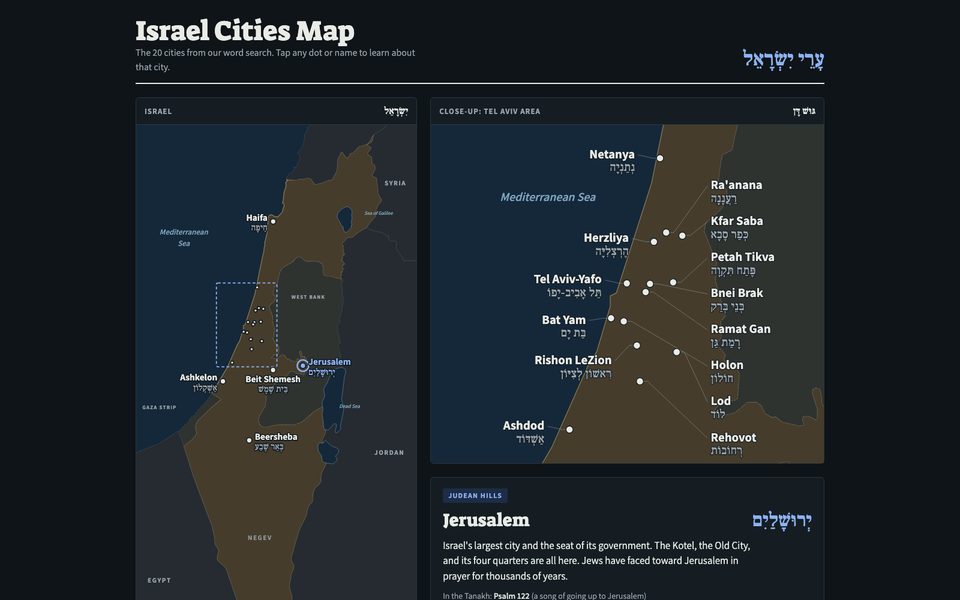 Israel Cities Map
The 20 cities from our word search. Tap any dot or name to learn about
that city.
עָרֵי יִשְׂרָאֵל
ISRAEL
יִשְׂרָאֵל
SYRIA
Sea of Galilee
Haifa
חֵיפָה
Mediterranean
Sea
WEST BANK
Jerusalem
יְרוּשָׁלַיִם
Ashkelon
אַשְׁקְלוֹן
Beit Shemesh
בֵּית שֶׁמֶשׁ
GAZA STRIP
Dead Sea
Beersheba
בְּאֵר שֶׁבַע
JORDAN
NEGEV
EGYPT
CLOSE-UP: TEL AVIV AREA
גּוּשׁ דָּן
Netanya
נְתַנְיָה
Mediterranean Sea
Ra'anana
רַעֲנָנָה
Kfar Saba
כְּפַר סָבָא
Herzliya
הֶרְצְלִיָּה
Petah Tikva
פֶּתַח תִּקְוָה
Tel Aviv-Yafo
תֵּל אָבִיב-יָפוֹ
Bnei Brak
בְּנֵי בְּרַק
Bat Yam
בַּת יָם
Ramat Gan
רָמַת גַּן
Rishon LeZion
רִאשׁוֹן לְצִיּוֹן
Holon
חוֹלוֹן
Lod
לוֹד
Ashdod
אַשְׁדּוֹד
Rehovot
רְחוֹבוֹת
JUDEAN HILLS
Jerusalem
יְרוּשָׁלַיִם
Israel's largest city and the seat of its government. The Kotel, the Old City,
and its four quarters are all here. Jews have faced toward Jerusalem in
prayer for thousands of years.
In the Tanakh: Psalm 122 (a song of going up to Jerusalem)